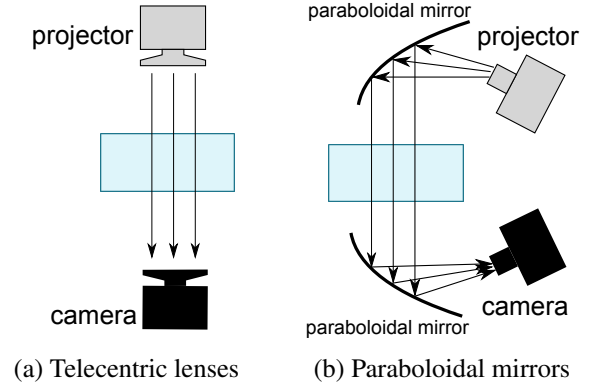 projector
camera
(a) Telecentric lenses
paraboloidal mirror
projector
camera
paraboloidal mirror
(b) Paraboloidal mirrors